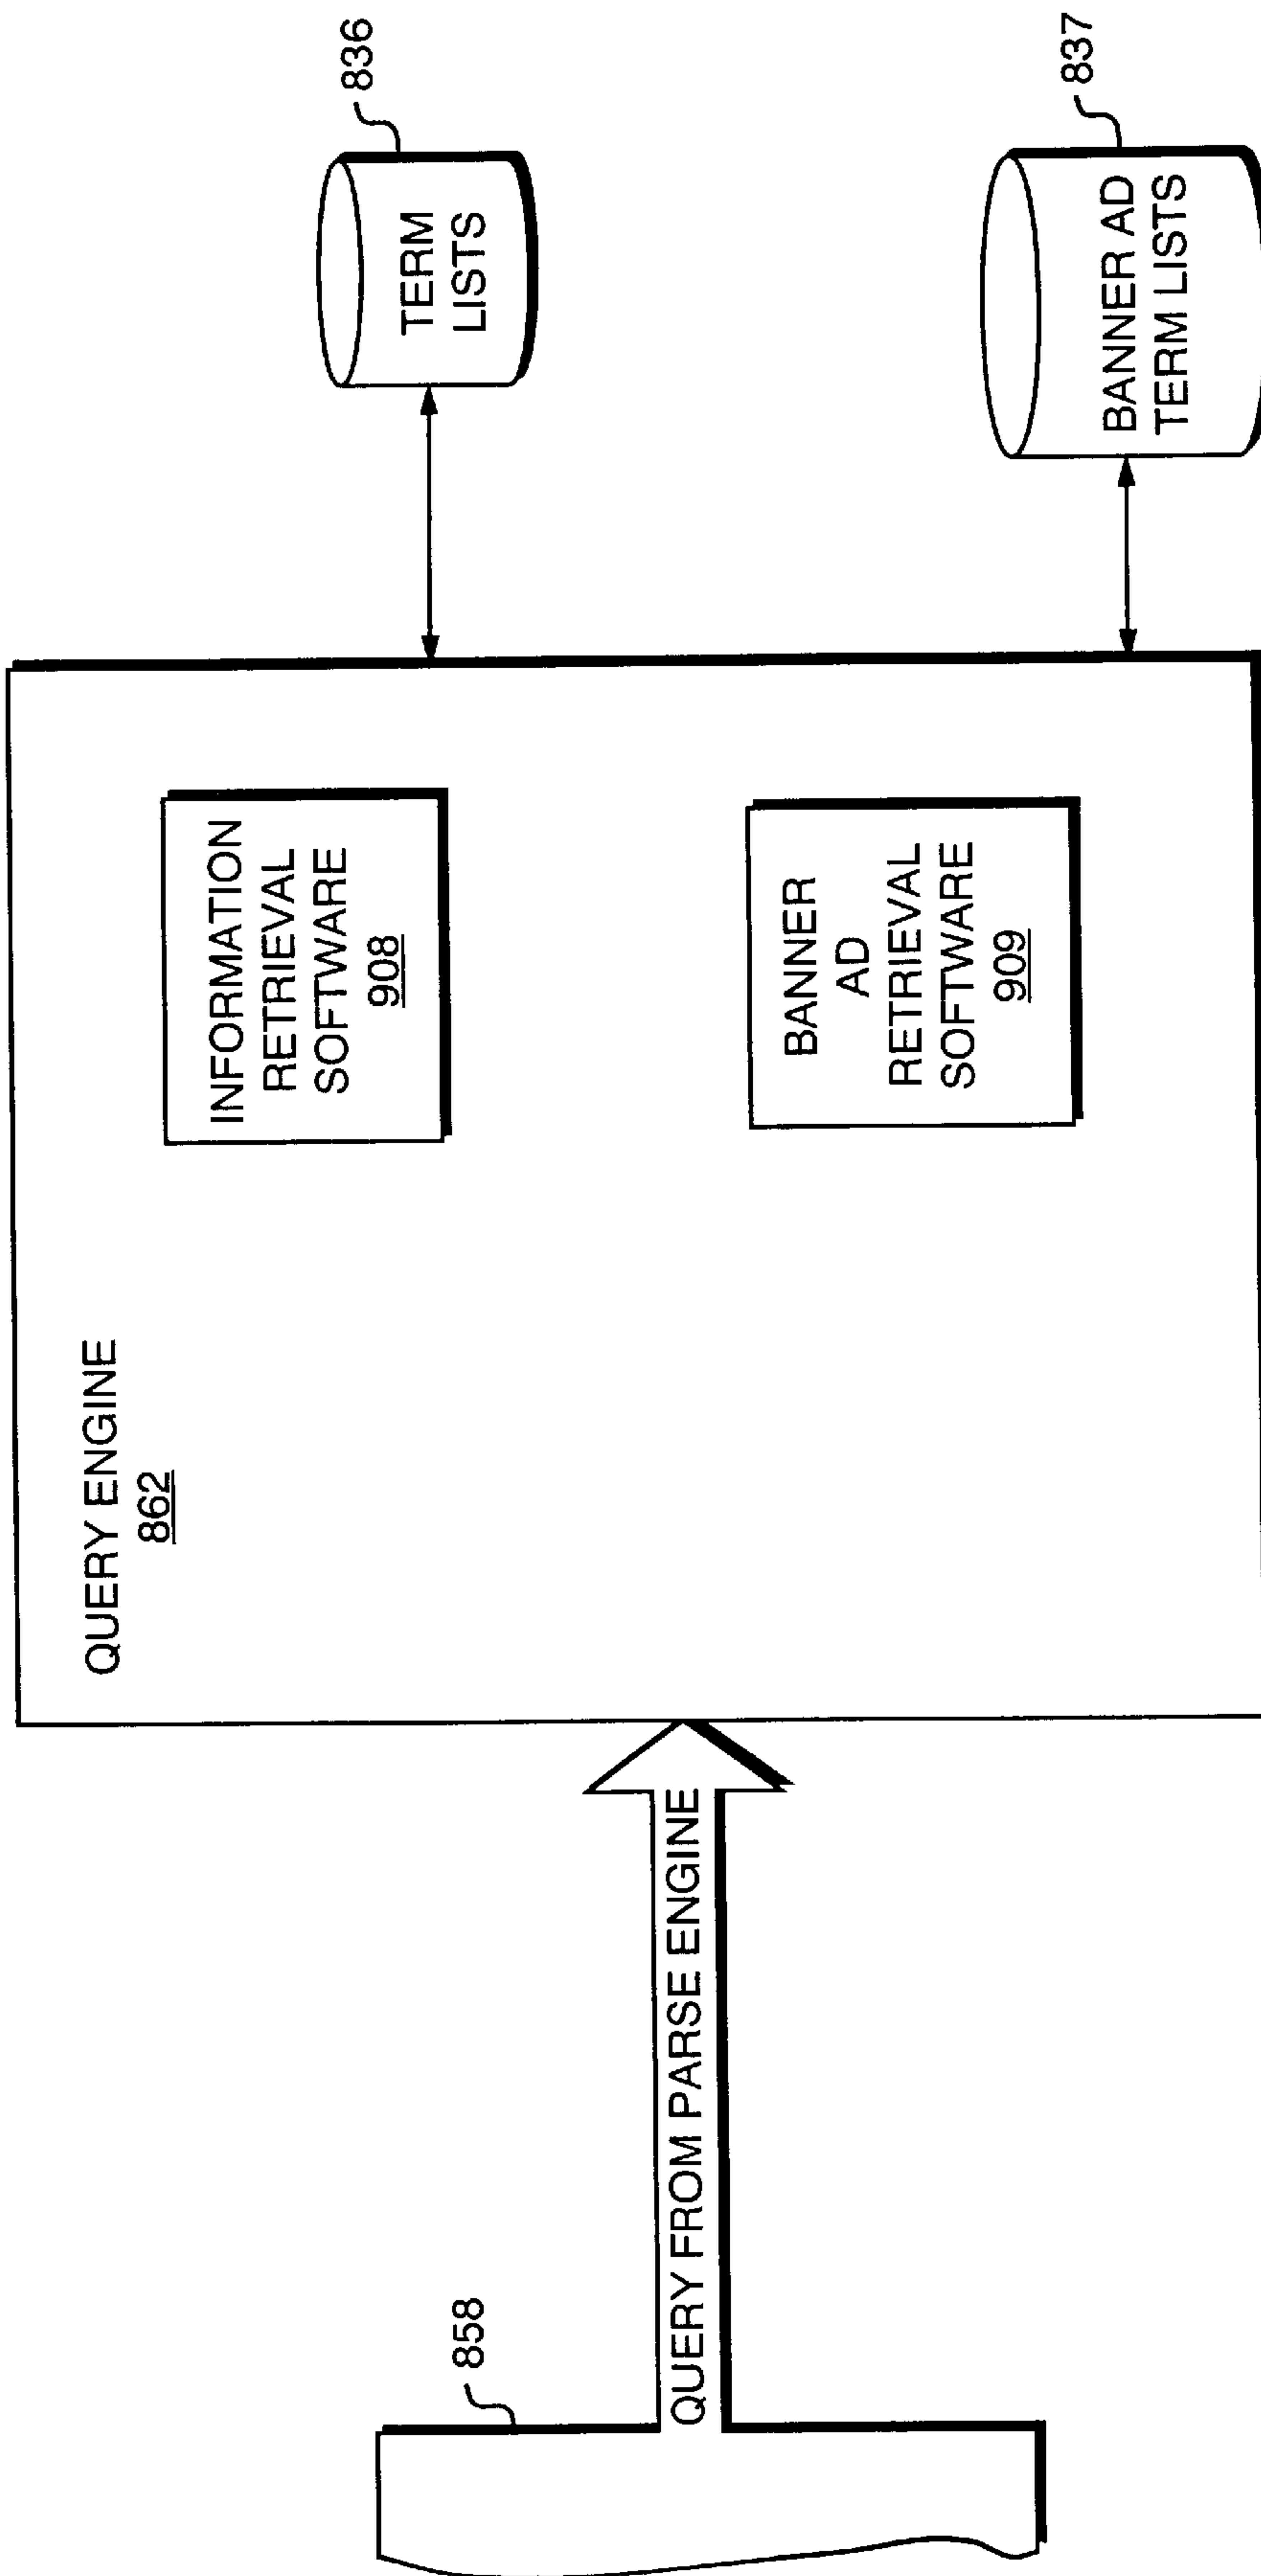 QUERY ENGINE
862
INFORMATION
RETRIEVAL
SOFTWARE
908
BANNER
AD
RETRIEVAL
SOFTWARE
909
TERM
LISTS
836
BANNER AD
TERM LISTS
837
858
QUERY FROM PARSE ENGINE